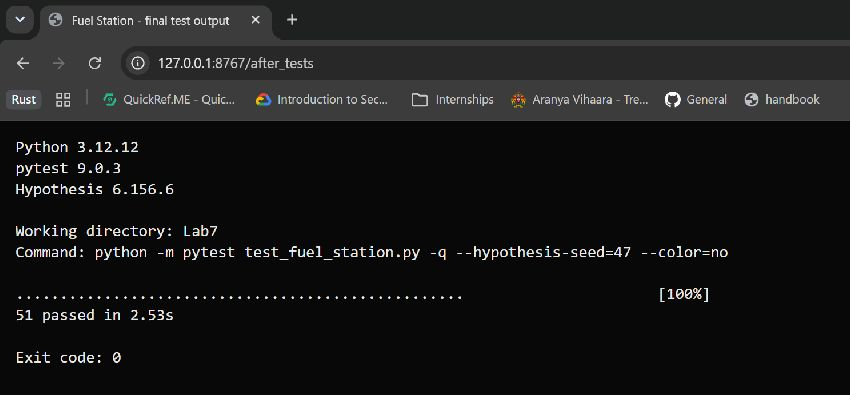 Fuel Station - final test output
127.0.0.1:8767/after_tests
Rust QuickRef.ME - Quic... Introduction to Sec... Internships Aranya Vihaara - Tre... General handbook
Python 3.12.12
pytest 9.0.3
Hypothesis 6.156.6
Working directory: Lab7
Command: python -m pytest test_fuel_station.py -q --hypothesis-seed=47 --color=no
................................................... [100%]
51 passed in 2.53s
Exit code: 0